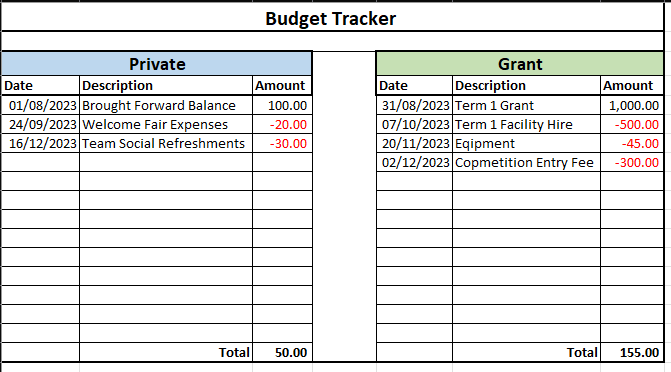 Budget Tracker
Private Grant
Date Description Amount Date Description Amount
01/08/2023 Brought Forward Balance 100.00 31/08/2023 Term 1 Grant 1,000.00
24/09/2023 Welcome Fair Expenses -20.00 07/10/2023 Term 1 Facility Hire -500.00
16/12/2023 Team Social Refreshments -30.00 20/11/2023 Eqipment -45.00
02/12/2023 Copmetition Entry Fee -300.00
Total 50.00 Total 155.00